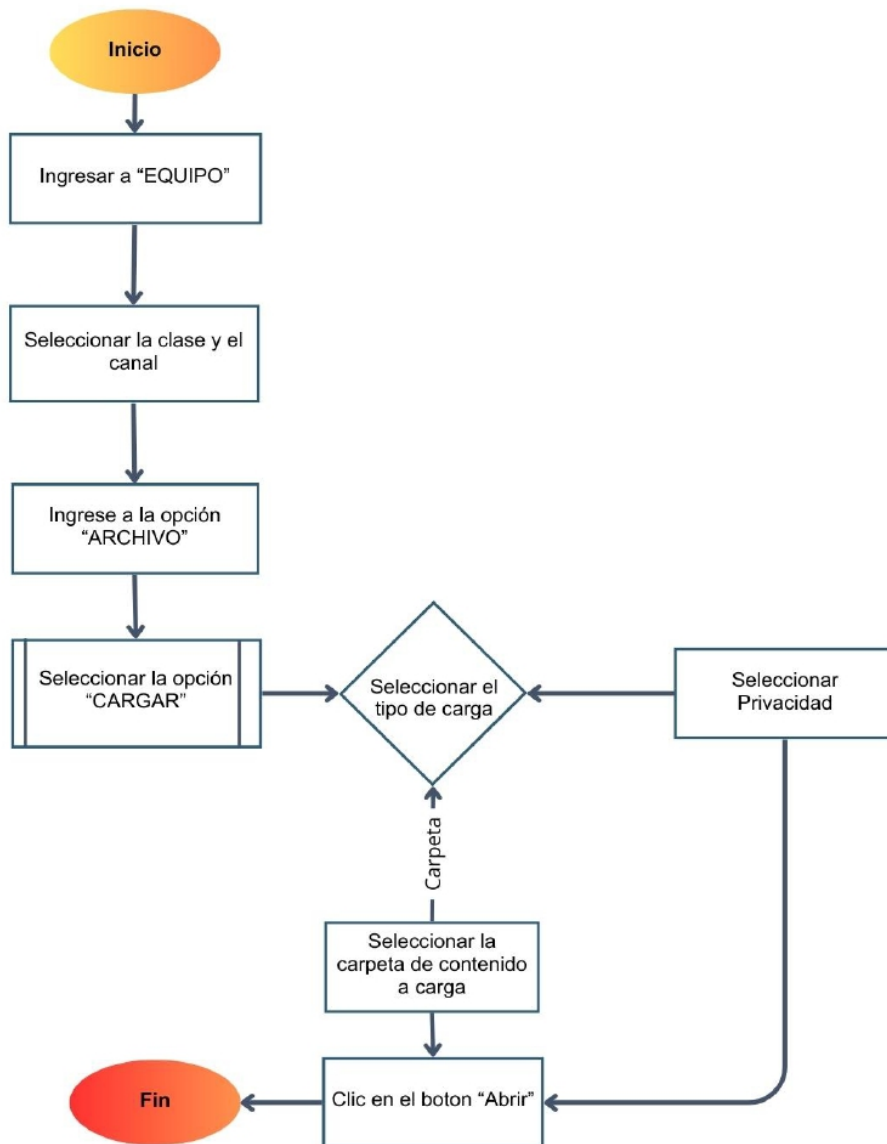 Inicio
Ingresar a “EQUIPO”
Seleccionar la clase y el
canal
Ingrese a la opción
“ARCHIVO”
Seleccionar la opción
“CARGAR”
Seleccionar el
tipo de carga
Seleccionar
Privacidad
Carpeta
Seleccionar la
carpeta de contenido
a carga
Clic en el boton “Abrir”
Fin